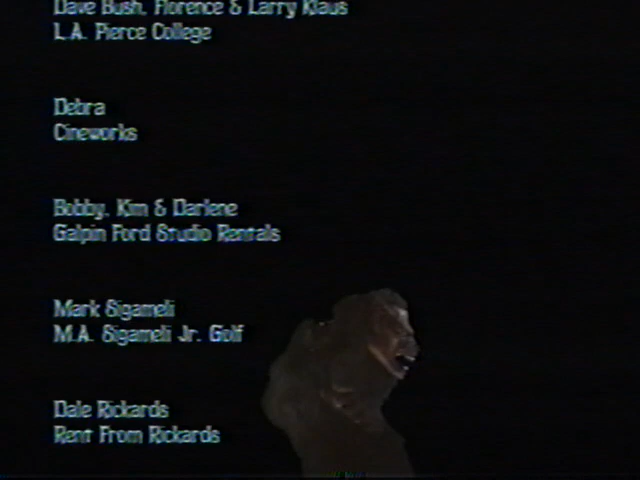 Dave Bush, Florence & Larry Klaus
L.A. Pierce College
Debra
Cineworks
Bobby, Kim & Darlene
Galpin Ford Studio Rentals
Mark Sigameli
M.A. Sigameli Jr. Golf
Dale Rickards
Rent From Rickards